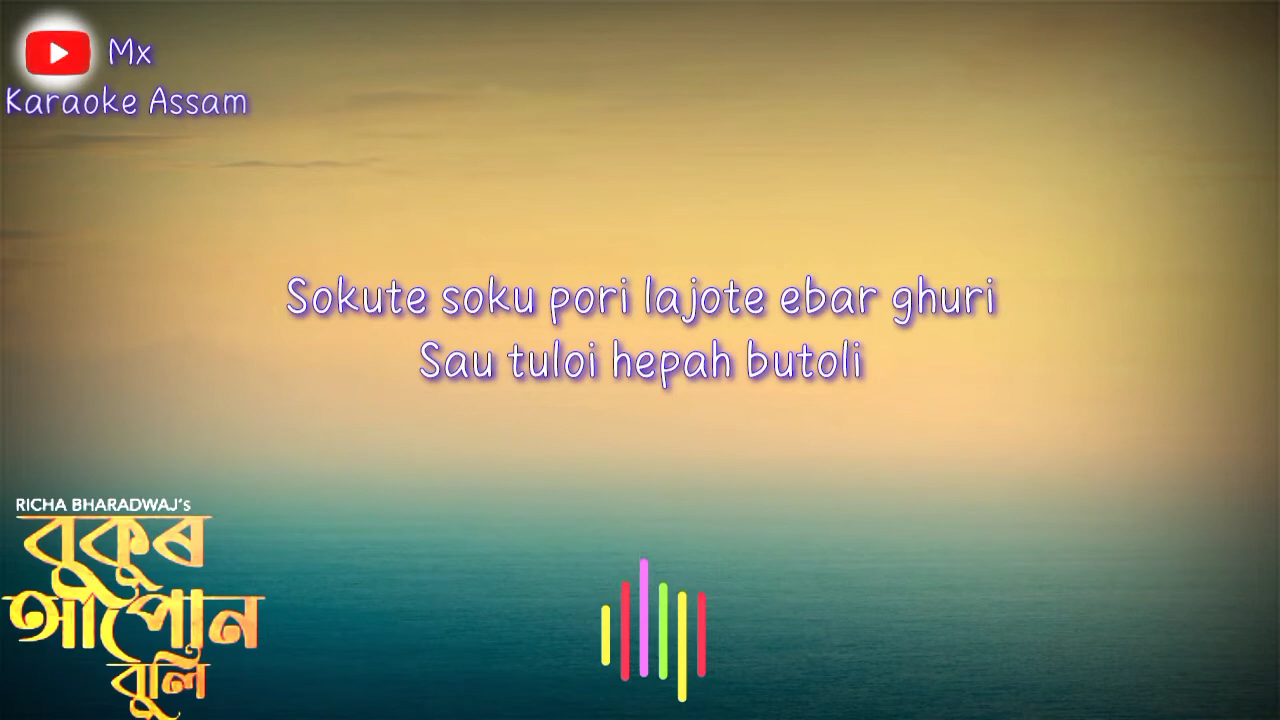 Mx
Karaoke Assam
Sokute soku pori lajote ebar ghuri
Sau tuloi hepah butoli
RICHA BHARADWAJ's
বুকুৰ
আপোন
বুলি